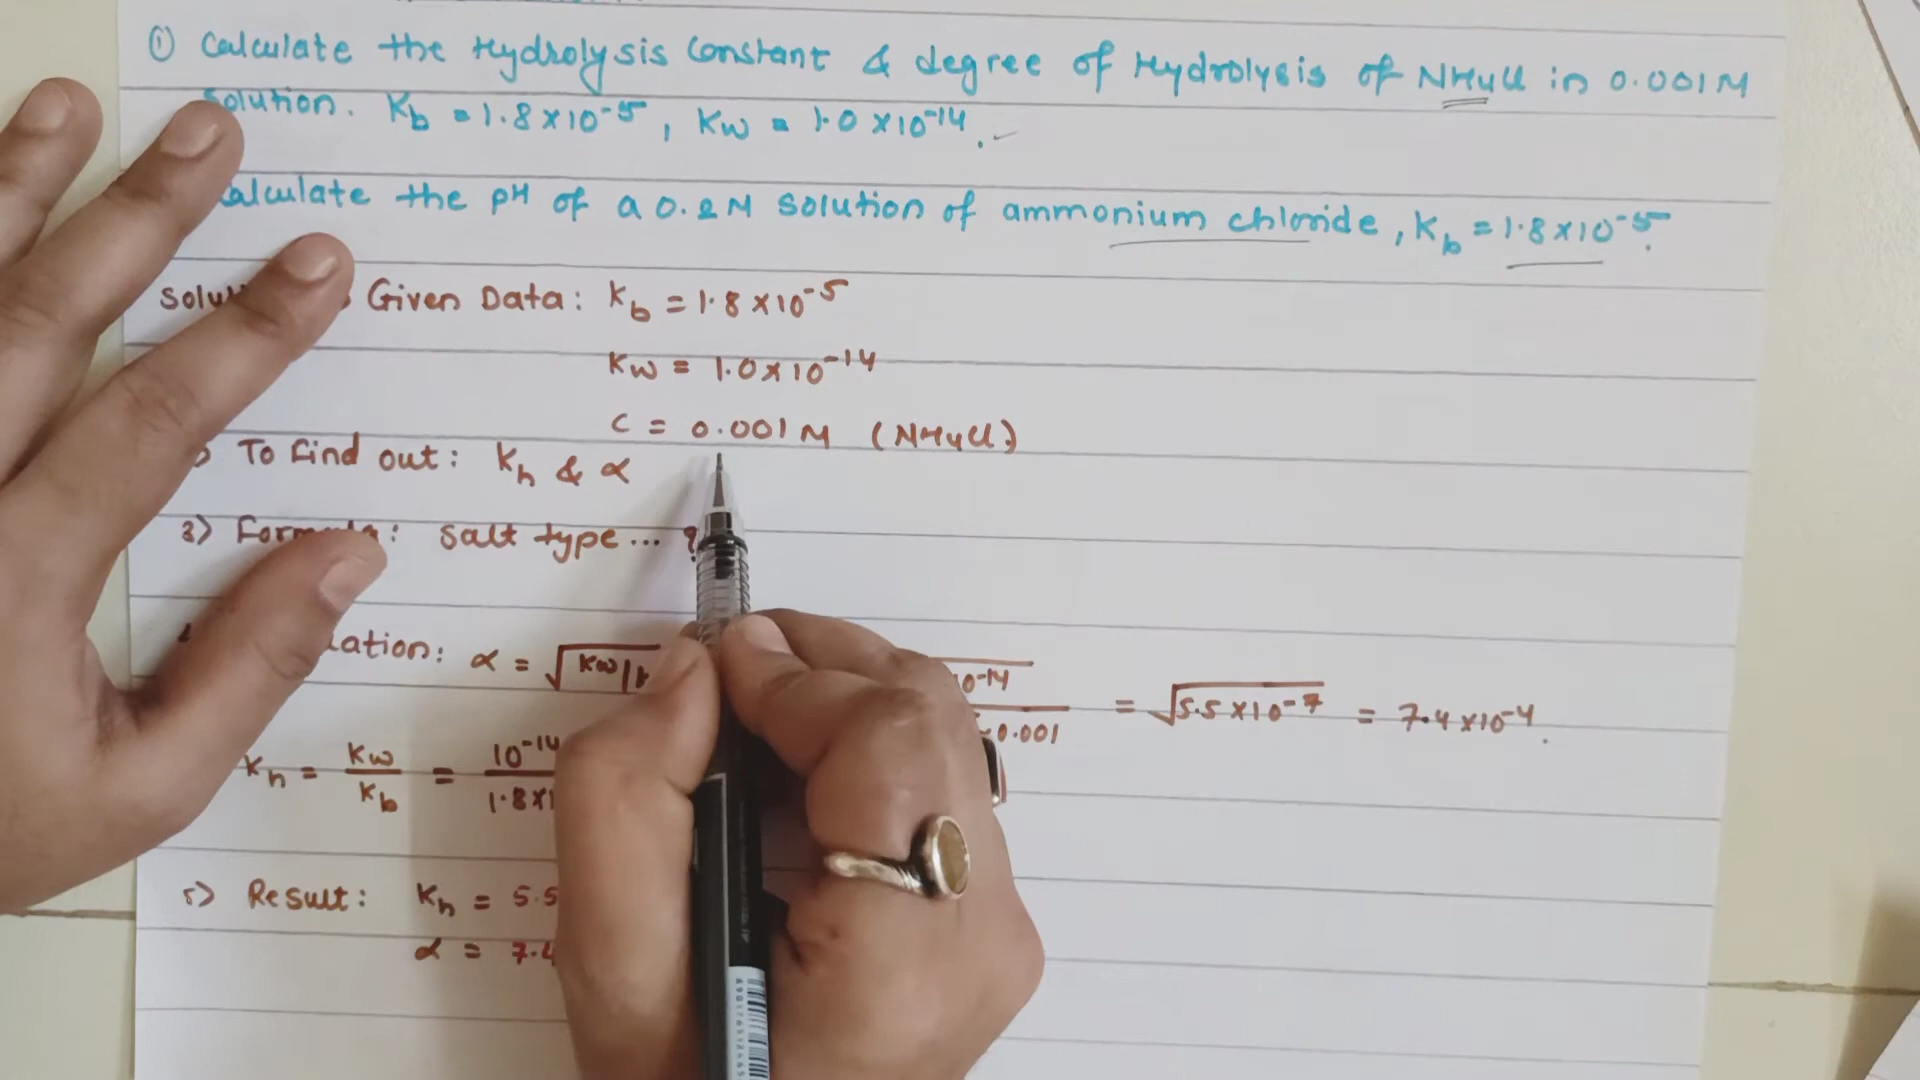 ① Calculate the Hydrolysis Constant & degree of Hydrolysis of NH4Cl in 0.001M
Solution. Kb = 1.8×10⁻⁵, Kw = 1.0×10⁻¹⁴.
alculate the pH of a 0.2M solution of ammonium chloride, Kb = 1.8×10⁻⁵.
Solu Given Data: Kb = 1.8×10⁻⁵
Kw = 1.0×10⁻¹⁴
C = 0.001M (NH4Cl)
To find out: Kh & α
3) Formula: Salt type... ?
lation: α = √Kw/ 0⁻¹⁴ 0.001 = √5.5×10⁻⁷ = 7.4×10⁻⁴.
Kh = Kw/Kb = 10⁻¹⁴/1.8×1
5) Result: Kh = 5.5
α = 7.4